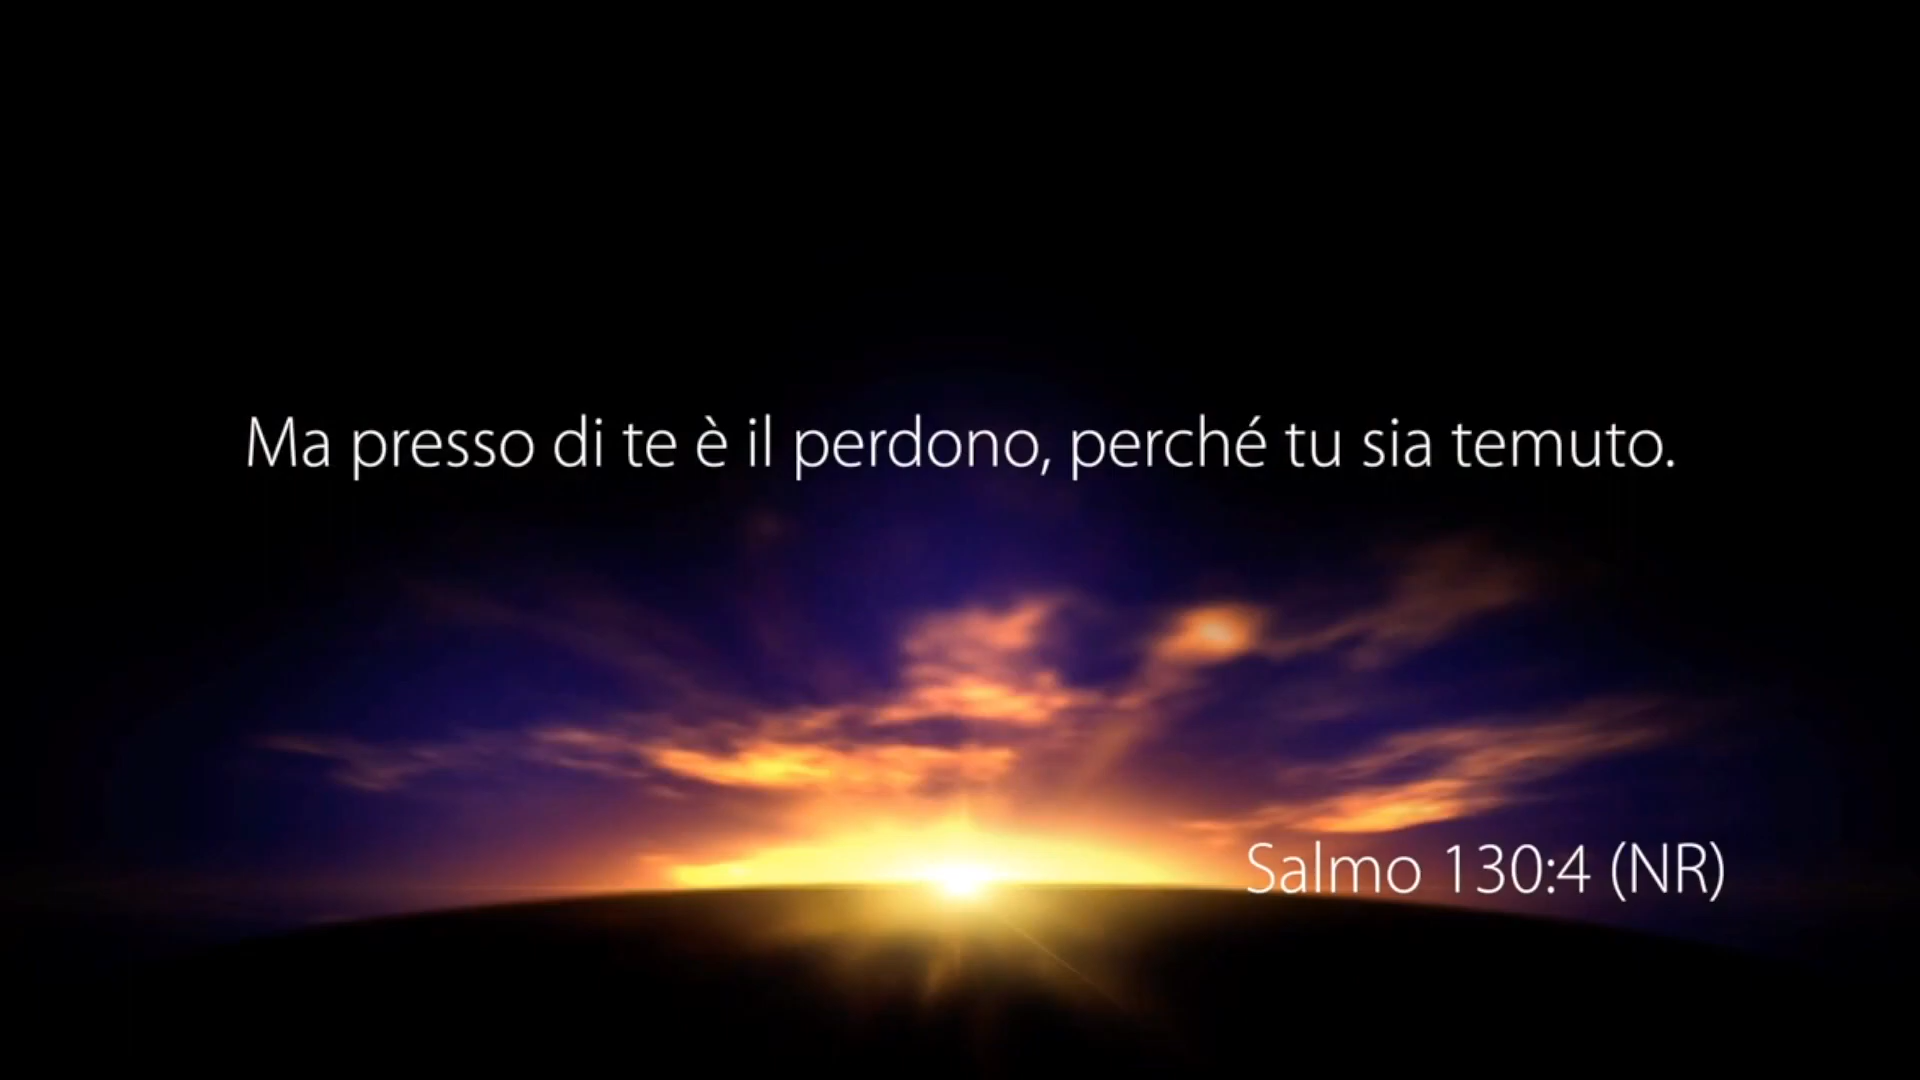 Ma presso di te è il perdono, perché tu sia temuto.
Salmo 130:4 (NR)